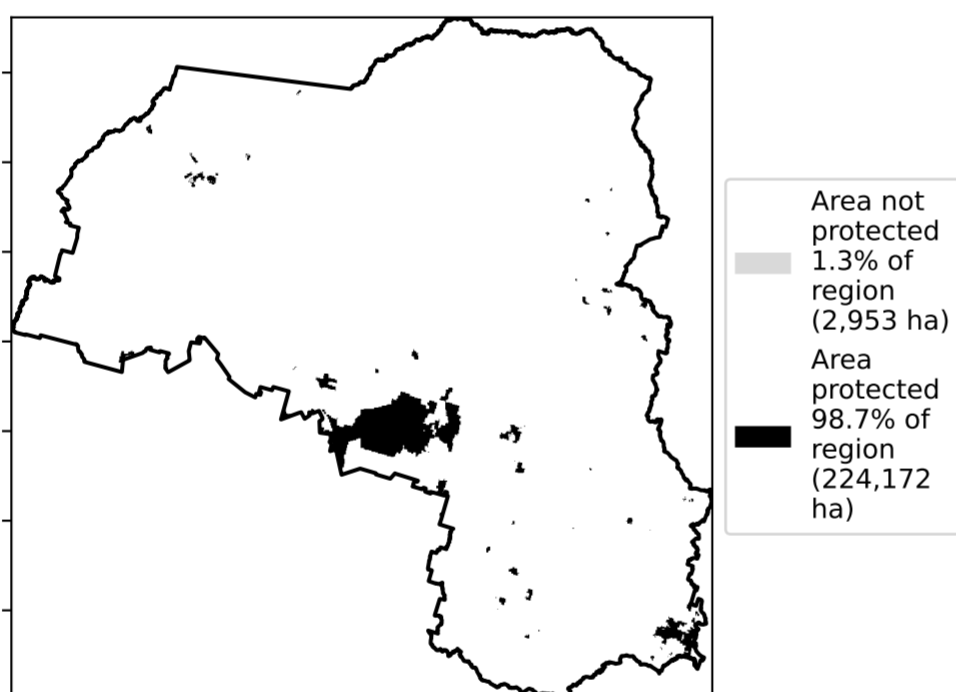 Area not
protected
1.3% of
region
(2,953 ha)
Area
protected
98.7% of
region
(224,172
ha)